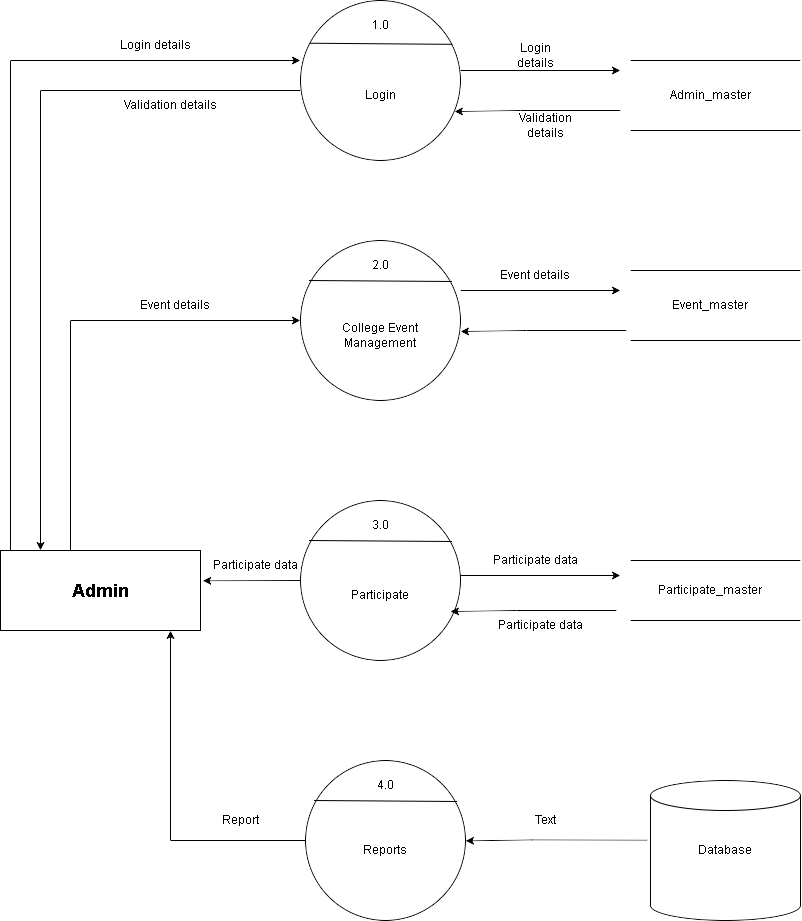 1.0
Login details
Login
details
Login
Admin_master
Validation details
Validation
details
2.0
Event details
Event details
Event_master
College Event
Management
3.0
Participate data
Participate data
Admin
Participate
Participate_master
Participate data
4.0
Report
Text
Reports
Database